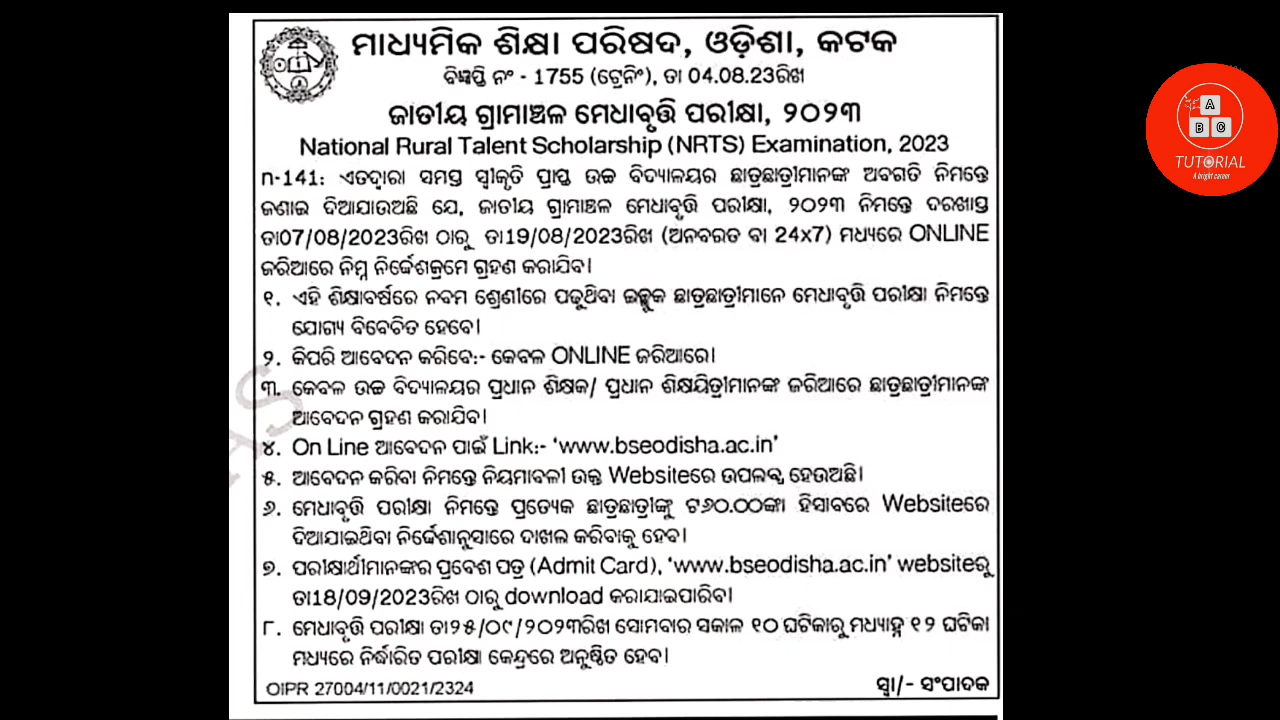 ମାଧ୍ୟମିକ ଶିକ୍ଷା ପରିଷଦ, ଓଡ଼ିଶା, କଟକ
ବିଜ୍ଞପ୍ତି ନଂ - 1755 (ଟ୍ରେନିଂ), ତା 04.08.23ରିଖ
ଜାତୀୟ ଗ୍ରାମାଞ୍ଚଳ ମେଧାବୃତ୍ତି ପରୀକ୍ଷା, ୨୦୨୩
National Rural Talent Scholarship (NRTS) Examination, 2023
n-141: ଏତଦ୍ଦ୍ୱାରା ସମସ୍ତ ସ୍ୱୀକୃତି ପ୍ରାପ୍ତ ଉଚ୍ଚ ବିଦ୍ୟାଳୟର ଛାତ୍ରଛାତ୍ରୀମାନଙ୍କ ଅବଗତି ନିମନ୍ତେ
ଜଣାଇ ଦିଆଯାଉଅଛି ଯେ, ଜାତୀୟ ଗ୍ରାମାଞ୍ଚଳ ମେଧାବୃତ୍ତି ପରୀକ୍ଷା, ୨୦୨୩ ନିମନ୍ତେ ଦରଖାସ୍ତ
ତା07/08/2023ରିଖ ଠାରୁ ତା19/08/2023ରିଖ (ଅନବରତ ବା 24x7) ମଧ୍ୟରେ ONLINE
ଜରିଆରେ ନିମ୍ନ ନିର୍ଦ୍ଦେଶକ୍ରମେ ଗ୍ରହଣ କରାଯିବ।
୧. ଏହି ଶିକ୍ଷାବର୍ଷରେ ନବମ ଶ୍ରେଣୀରେ ପଢୁଥିବା ଇଚ୍ଛୁକ ଛାତ୍ରଛାତ୍ରୀମାନେ ମେଧାବୃତ୍ତି ପରୀକ୍ଷା ନିମନ୍ତେ
ଯୋଗ୍ୟ ବିବେଚିତ ହେବେ।
୨. କିପରି ଆବେଦନ କରିବେ:- କେବଳ ONLINE ଜରିଆରେ।
୩. କେବଳ ଉଚ୍ଚ ବିଦ୍ୟାଳୟର ପ୍ରଧାନ ଶିକ୍ଷକ/ ପ୍ରଧାନ ଶିକ୍ଷୟିତ୍ରୀମାନଙ୍କ ଜରିଆରେ ଛାତ୍ରଛାତ୍ରୀମାନଙ୍କ
ଆବେଦନ ଗ୍ରହଣ କରାଯିବ।
୪. On Line ଆବେଦନ ପାଇଁ Link:- ‘www.bseodisha.ac.in’
୫. ଆବେଦନ କରିବା ନିମନ୍ତେ ନିୟମାବଳୀ ଉକ୍ତ Websiteରେ ଉପଲବ୍ଧ ହେଉଅଛି।
୬. ମେଧାବୃତ୍ତି ପରୀକ୍ଷା ନିମନ୍ତେ ପ୍ରତ୍ୟେକ ଛାତ୍ରଛାତ୍ରୀଙ୍କୁ ଟ୬୦.୦୦ଙ୍କା ହିସାବରେ Websiteରେ
ଦିଆଯାଇଥିବା ନିର୍ଦ୍ଦେଶାନୁସାରେ ଦାଖଲ କରିବାକୁ ହେବ।
୭. ପରୀକ୍ଷାର୍ଥୀମାନଙ୍କର ପ୍ରବେଶ ପତ୍ର (Admit Card), ‘www.bseodisha.ac.in’ websiteରୁ
ତା18/09/2023ରିଖ ଠାରୁ download କରାଯାଇପାରିବ।
୮. ମେଧାବୃତ୍ତି ପରୀକ୍ଷା ତା୨୫/୦୯/୨୦୨୩ରିଖ ସୋମବାର ସକାଳ ୧୦ ଘଟିକାରୁ ମଧ୍ୟାହ୍ନ ୧୨ ଘଟିକା
ମଧ୍ୟରେ ନିର୍ଦ୍ଧାରିତ ପରୀକ୍ଷା କେନ୍ଦ୍ରରେ ଅନୁଷ୍ଠିତ ହେବ।
OIPR 27004/11/0021/2324
ସ୍ୱା/- ସଂପାଦକ
A
B C
TUTORIAL
A bright career